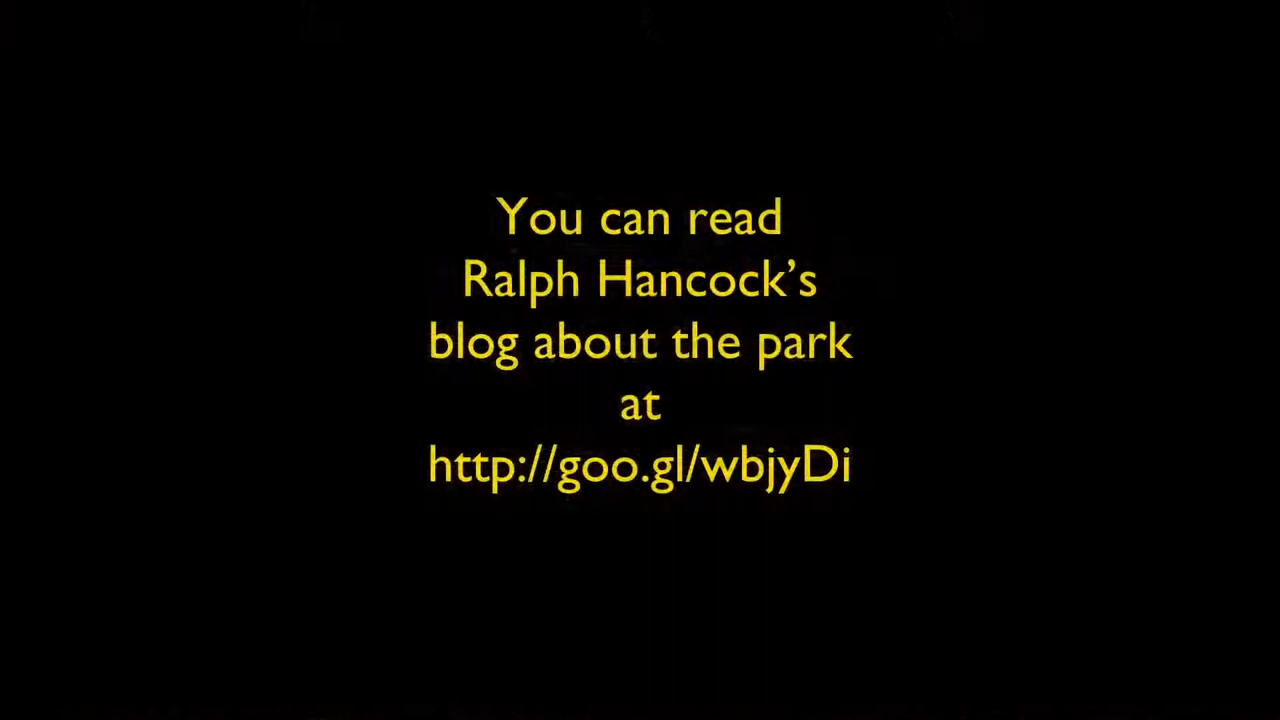 You can read
Ralph Hancock’s
blog about the park
at
http://goo.gl/wbjyDi